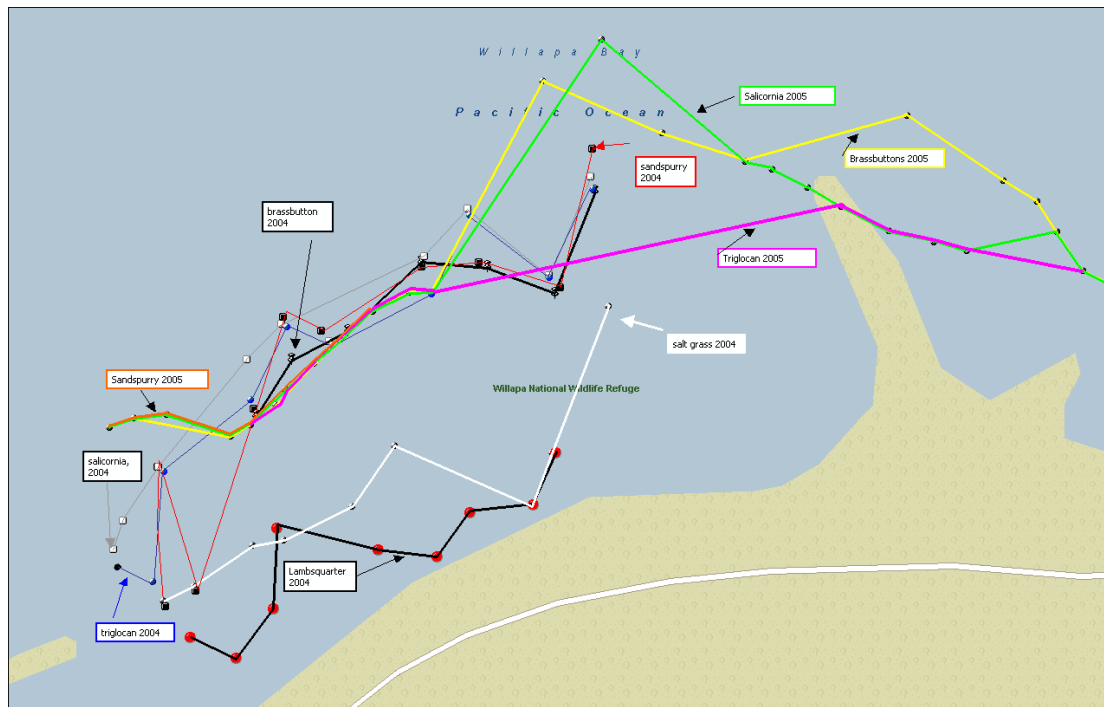 Willapa Bay
Pacific Ocean
Salicornia 2005
Brassbuttons 2005
sandspurry
2004
brassbutton
2004
Triglocan 2005
salt grass 2004
Sandspurry 2005
Willapa National Wildlife Refuge
salicornia,
2004
Lambsquarter
2004
triglocan 2004